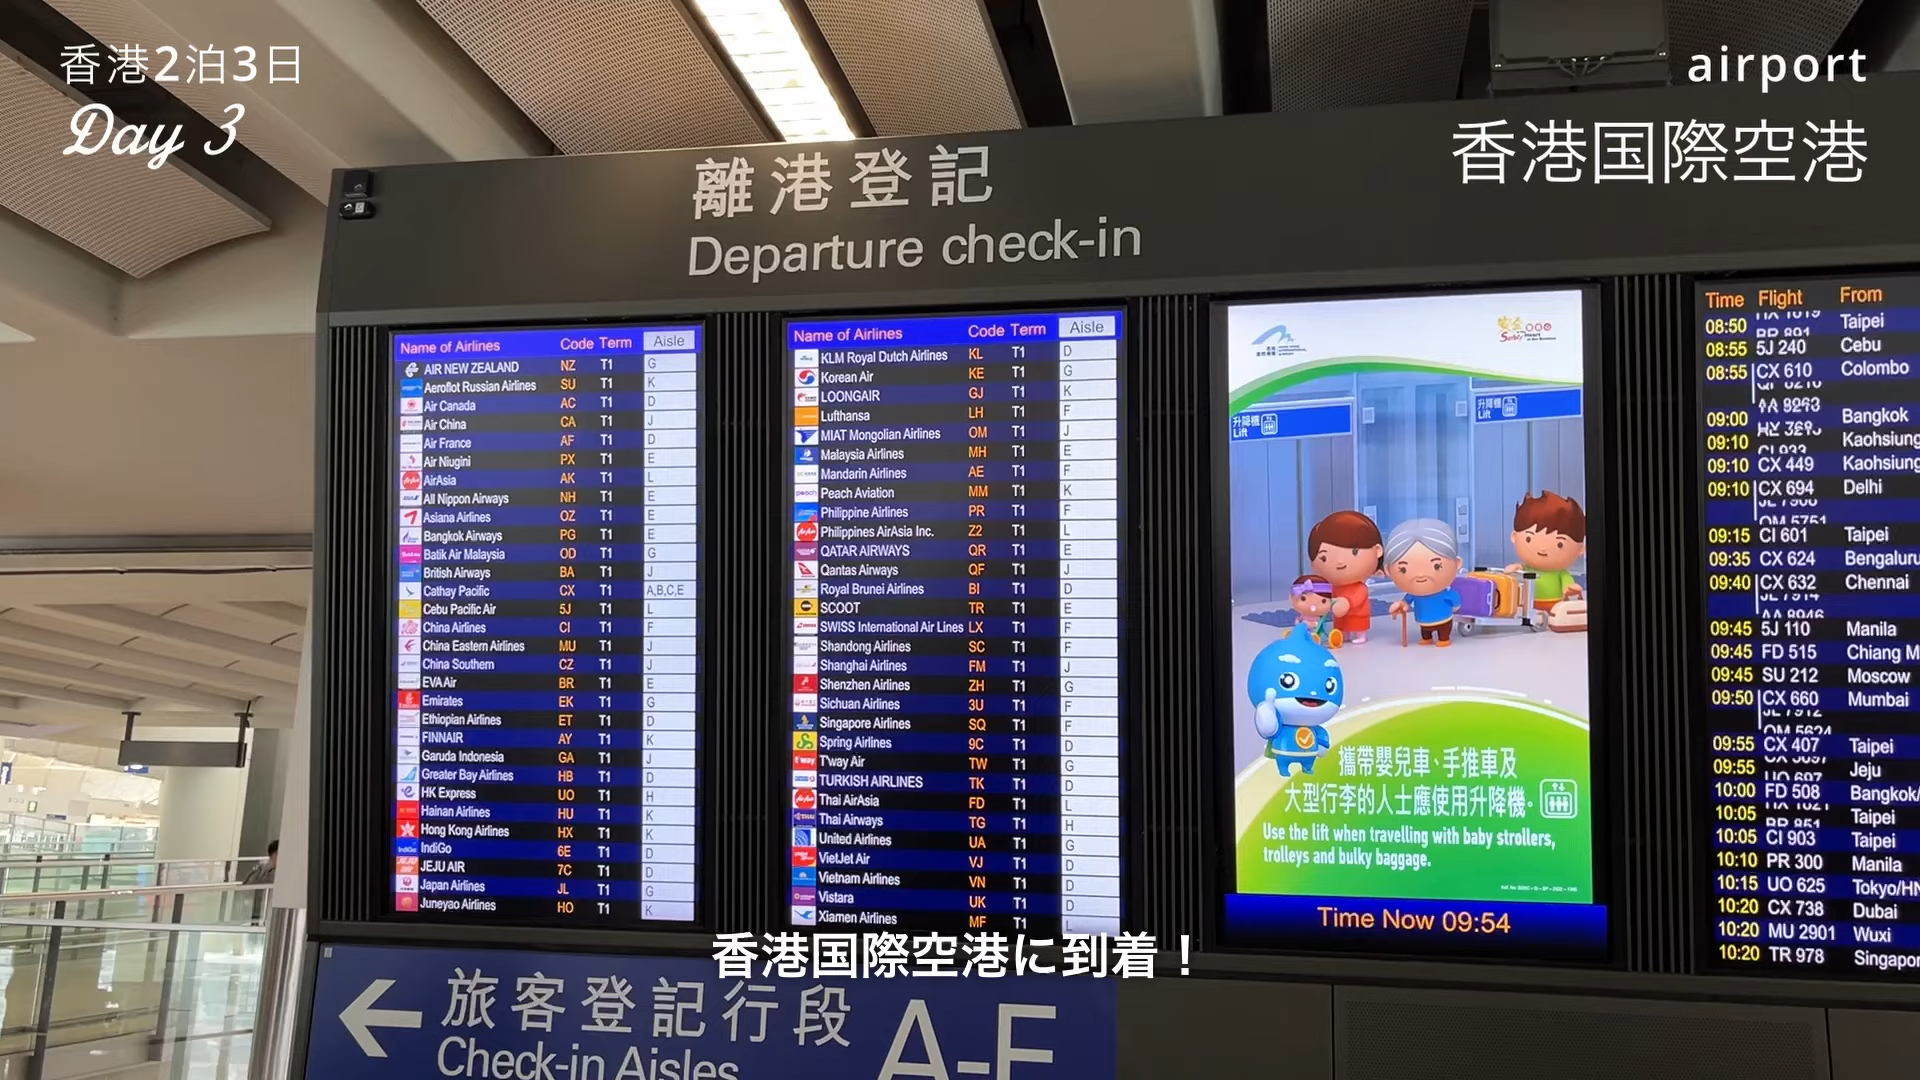 香港2泊3日
Day 3
airport
香港国際空港
離港登記
Departure check-in
Name of Airlines Code Term Aisle
AIR NEW ZEALAND NZ T1 G
Aeroflot Russian Airlines SU T1 K
Air Canada AC T1 D
Air China CA T1 J
Air France AF T1 D
Air Niugini PX T1 E
AirAsia AK T1 L
All Nippon Airways NH T1 E
Asiana Airlines OZ T1 E
Bangkok Airways PG T1 E
Batik Air Malaysia OD T1 G
British Airways BA T1 J
Cathay Pacific CX T1 A,B,C,E
Cebu Pacific Air 5J T1 L
China Airlines CI T1 F
China Eastern Airlines MU T1 J
China Southern CZ T1 J
EVA Air BR T1 E
Emirates EK T1 G
Ethiopian Airlines ET T1 D
FINNAIR AY T1 K
Garuda Indonesia GA T1 J
Greater Bay Airlines HB T1 D
HK Express UO T1 H
Hainan Airlines HU T1 K
Hong Kong Airlines HX T1 K
IndiGo 6E T1 D
JEJU AIR 7C T1 D
Japan Airlines JL T1 G
Juneyao Airlines HO T1 K
Name of Airlines Code Term Aisle
KLM Royal Dutch Airlines KL T1 D
Korean Air KE T1 G
LOONGAIR GJ T1 K
Lufthansa LH T1 F
MIAT Mongolian Airlines OM T1 J
Malaysia Airlines MH T1 E
Mandarin Airlines AE T1 F
Peach Aviation MM T1 K
Philippine Airlines PR T1 F
Philippines AirAsia Inc. Z2 T1 L
QATAR AIRWAYS QR T1 E
Qantas Airways QF T1 J
Royal Brunei Airlines BI T1 D
SCOOT TR T1 E
SWISS International Air Lines LX T1 F
Shandong Airlines SC T1 F
Shanghai Airlines FM T1 J
Shenzhen Airlines ZH T1 G
Sichuan Airlines 3U T1 F
Singapore Airlines SQ T1 F
Spring Airlines 9C T1 D
T'way Air TW T1 G
TURKISH AIRLINES TK T1 D
Thai AirAsia FD T1 L
Thai Airways TG T1 H
United Airlines UA T1 G
VietJet Air VJ T1 D
Vietnam Airlines VN T1 D
Vistara UK T1 D
Xiamen Airlines MF T1 L
升降機
Lift
升降機
Lift
攜帶嬰兒車、手推車及
大型行李的人士應使用升降機。
Use the lift when travelling with baby strollers,
trolleys and bulky baggage.
Time Now 09:54
Time Flight From
08:50 Taipei
08:55 5J 240 Cebu
08:55 CX 610 Colombo
09:00 Bangkok
09:10 Kaohsiung
09:10 CX 449 Kaohsiung
09:10 CX 694 Delhi
09:15 CI 601 Taipei
09:35 CX 624 Bengaluru
09:40 CX 632 Chennai
09:45 5J 110 Manila
09:45 FD 515 Chiang M
09:45 SU 212 Moscow
09:50 CX 660 Mumbai
09:55 CX 407 Taipei
09:55 Jeju
10:00 FD 508 Bangkok/
10:05 Taipei
10:05 CI 903 Taipei
10:10 PR 300 Manila
10:15 UO 625 Tokyo/HN
10:20 CX 738 Dubai
10:20 MU 2901 Wuxi
10:20 TR 978 Singapor
香港国際空港に到着！
旅客登記行段
Check-in Aisles
A-F